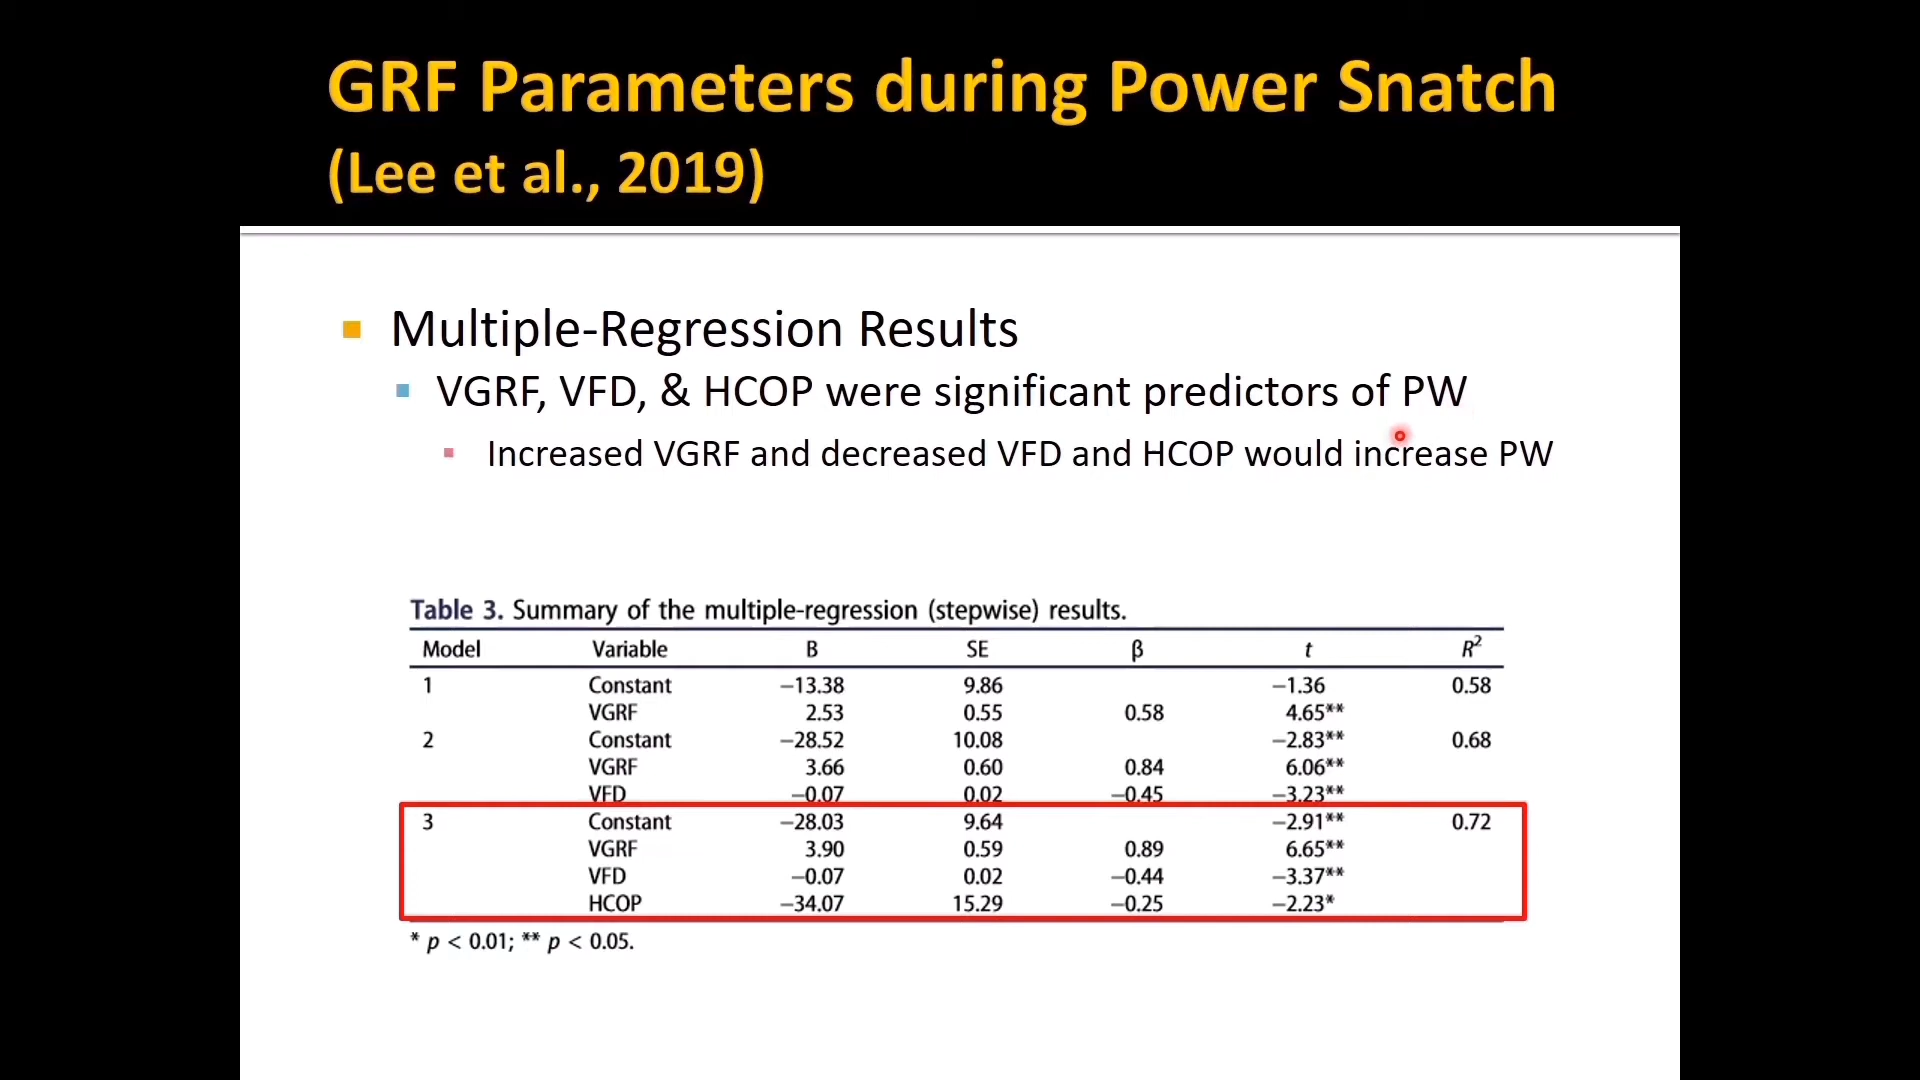 GRF Parameters during Power Snatch
(Lee et al., 2019)
Multiple-Regression Results
VGRF, VFD, & HCOP were significant predictors of PW
Increased VGRF and decreased VFD and HCOP would increase PW
Table 3. Summary of the multiple-regression (stepwise) results.
Model Variable B SE β t R²
1 Constant −13.38 9.86 −1.36 0.58
VGRF 2.53 0.55 0.58 4.65**
2 Constant −28.52 10.08 −2.83** 0.68
VGRF 3.66 0.60 0.84 6.06**
VFD −0.07 0.02 −0.45 −3.23**
3 Constant −28.03 9.64 −2.91** 0.72
VGRF 3.90 0.59 0.89 6.65**
VFD −0.07 0.02 −0.44 −3.37**
HCOP −34.07 15.29 −0.25 −2.23*
* p < 0.01; ** p < 0.05.